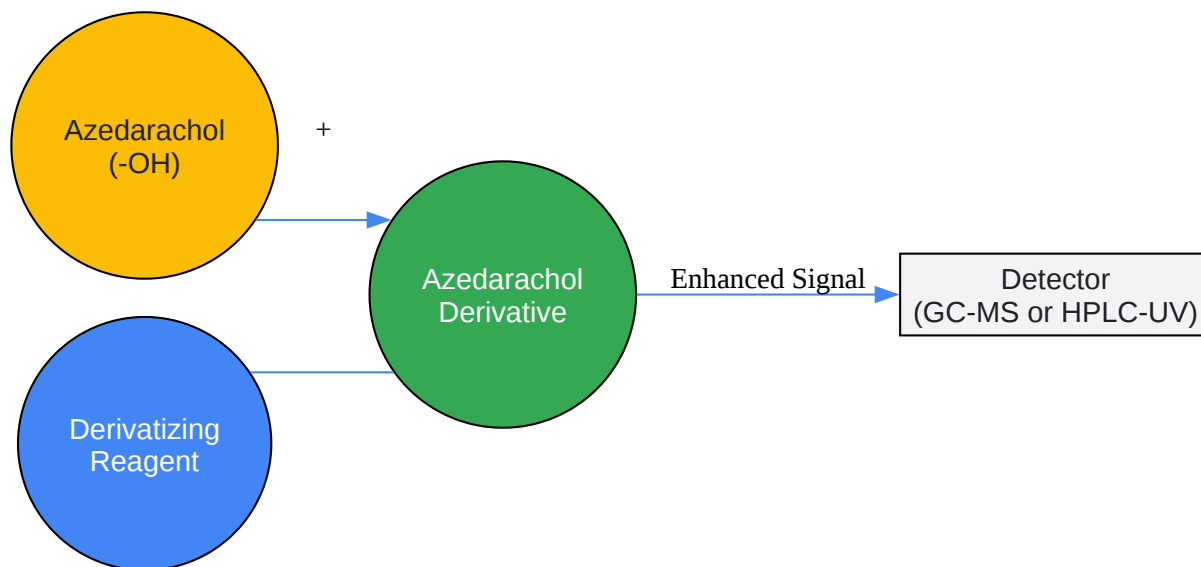 Azedarachol
(-OH)
+
Azedarachol
Derivative
Enhanced Signal
Detector
(GC-MS or HPLC-UV)
Derivatizing
Reagent